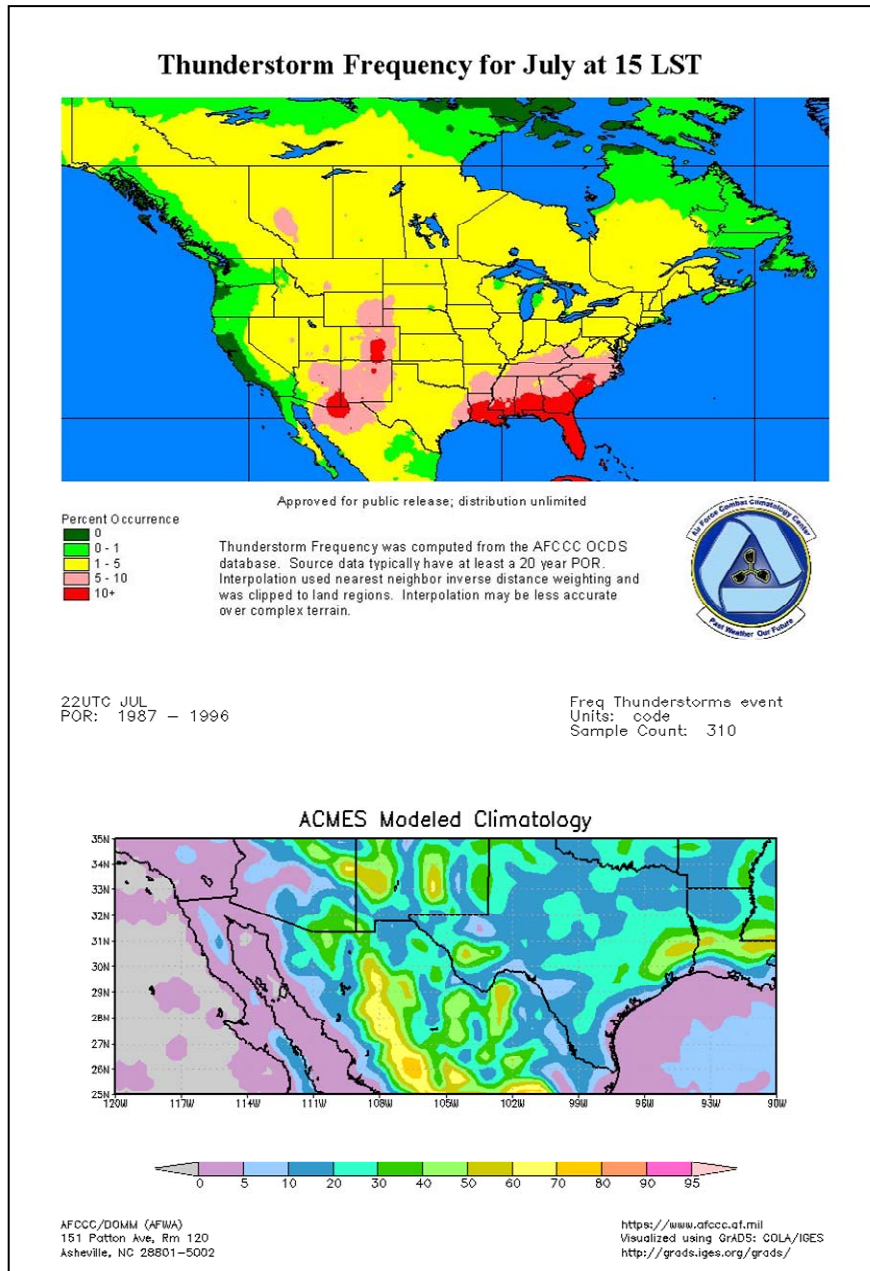 Thunderstorm Frequency for July at 15 LST
Approved for public release; distribution unlimited
Percent Occurrence
0
0 - 1
1 - 5
5 - 10
10+
Thunderstorm Frequency was computed from the AFCCC OCDS
database. Source data typically have at least a 20 year POR.
Interpolation used nearest neighbor inverse distance weighting and
was clipped to land regions. Interpolation may be less accurate
over complex terrain.
Air Force Combat Climatology Center
Past Weather Our Future
22UTC JUL
POR: 1987 – 1996
Freq Thunderstorms event
Units: code
Sample Count: 310
ACMES Modeled Climatology
35N
34N
33N
32N
31N
30N
29N
28N
27N
26N
25N
120W 117W 114W 111W 108W 105W 102W 99W 96W 93W 90W
0 5 10 20 30 40 50 60 70 80 90 95
AFCCC/DOMM (AFWA)
151 Patton Ave, Rm 120
Asheville, NC 28801–5002
https://www.afccc.af.mil
Visualized using GrADS: COLA/IGES
http://grads.iges.org/grads/